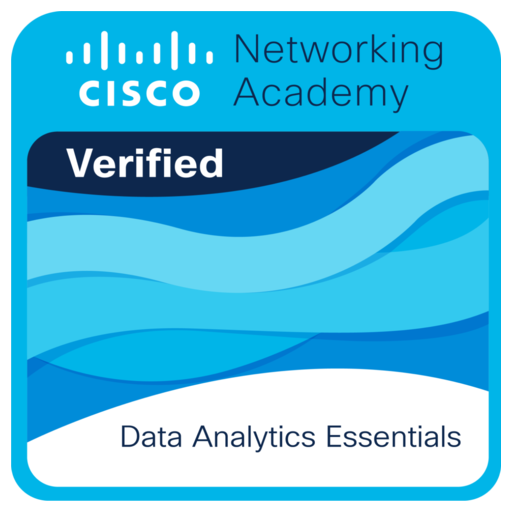 CISCO
Networking
Academy
Verified
Data Analytics Essentials